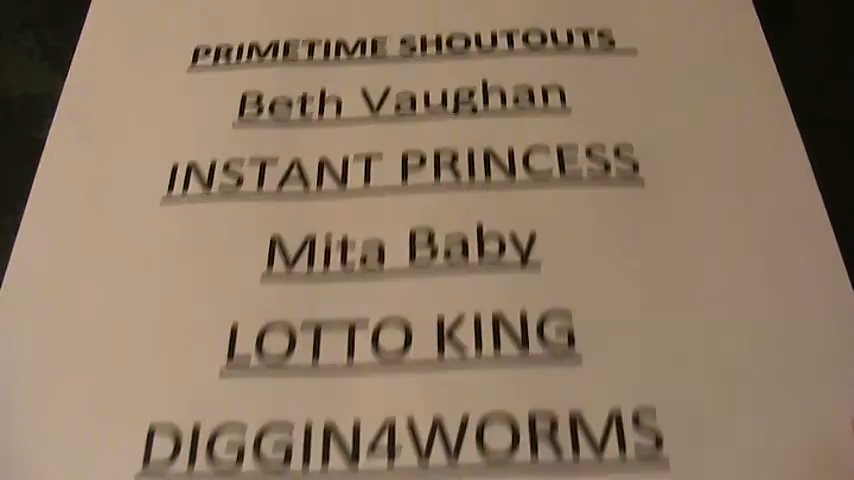 PRIMETIME SHOUTOUTS
Beth Vaughan
INSTANT PRINCESS
Mita Baby
LOTTO KING
DIGGIN4WORMS